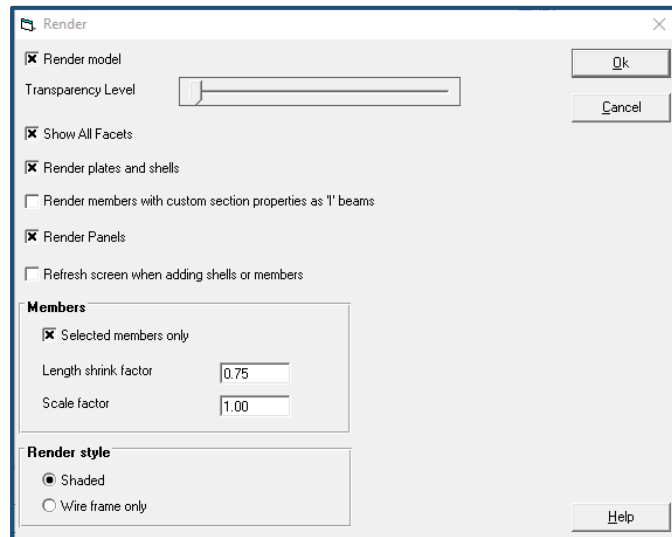 Render
Render model
Ok
Transparency Level
Cancel
Show All Facets
Render plates and shells
Render members with custom section properties as 'I' beams
Render Panels
Refresh screen when adding shells or members
Members
Selected members only
Length shrink factor 0.75
Scale factor 1.00
Render style
Shaded
Wire frame only
Help